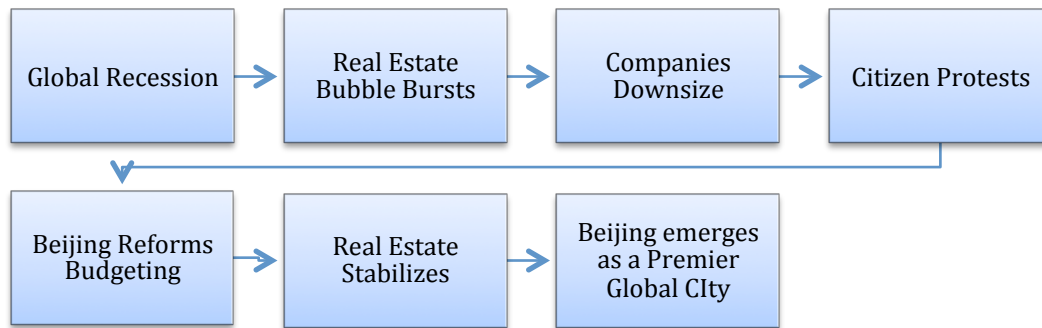 Global Recession
Real Estate
Bubble Bursts
Companies
Downsize
Citizen Protests
Beijing Reforms
Budgeting
Real Estate
Stabilizes
Beijing emerges
as a Premier
Global CIty